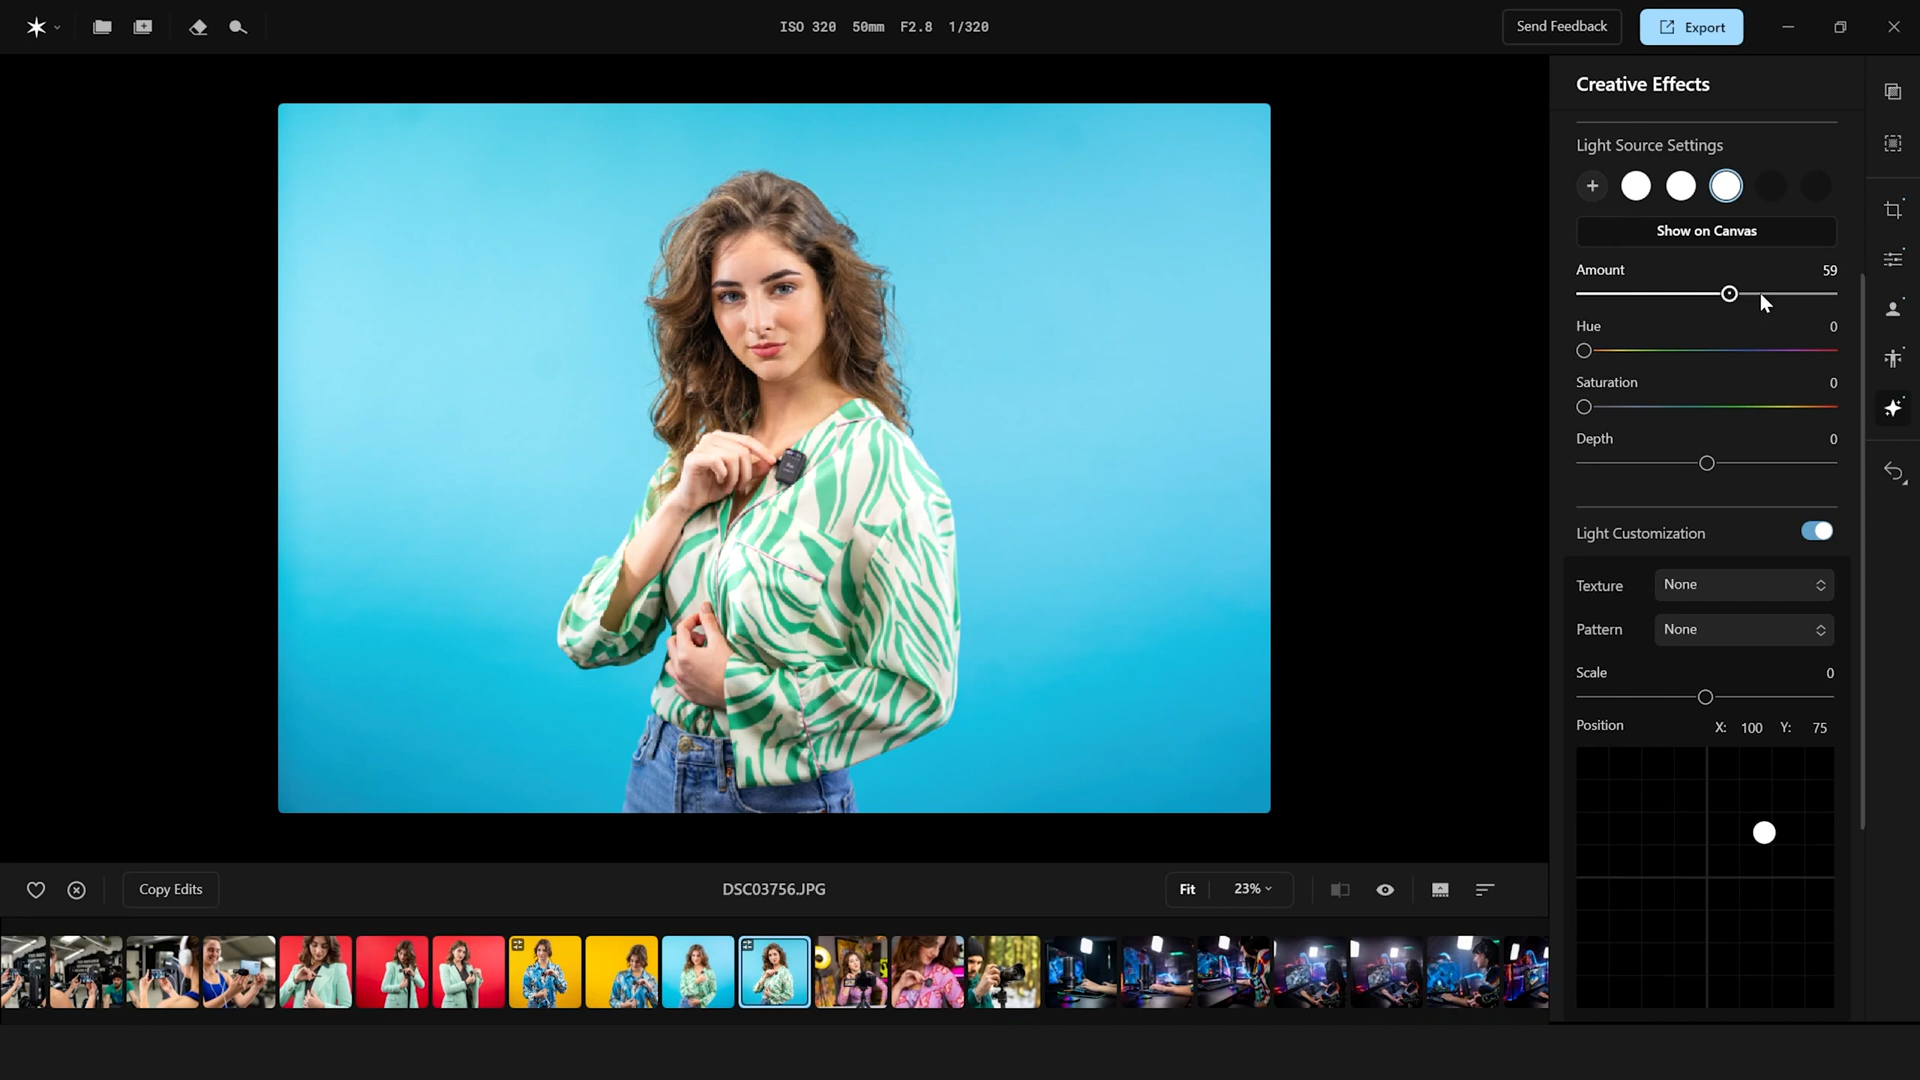 ISO 320 50mm F2.8 1/320
Send Feedback
Export
Creative Effects
Light Source Settings
Show on Canvas
Amount 59
Hue 0
Saturation 0
Depth 0
Light Customization
Texture None
Pattern None
Scale 0
Position X: 100 Y: 75
Copy Edits
DSC03756.JPG
Fit 23%